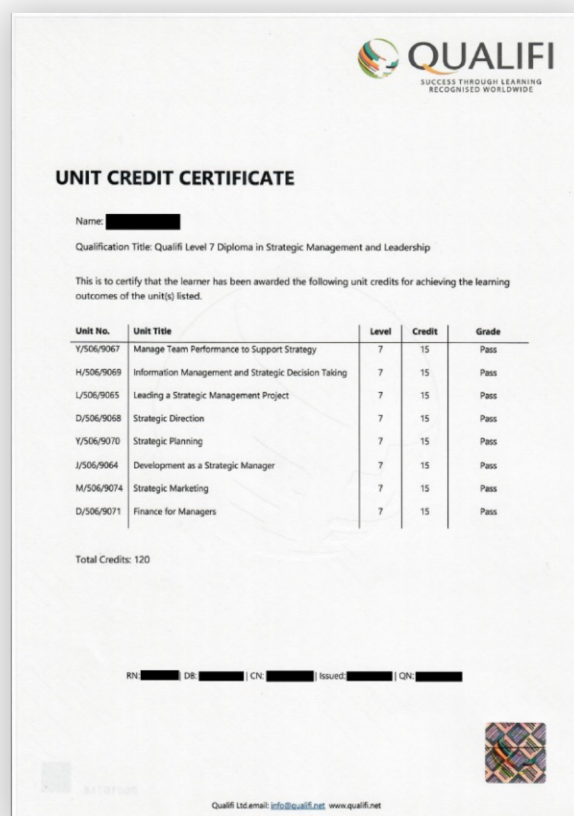 QUALIFI
SUCCESS THROUGH LEARNING
RECOGNISED WORLDWIDE
UNIT CREDIT CERTIFICATE
Name:
Qualification Title: Qualifi Level 7 Diploma in Strategic Management and Leadership
This is to certify that the learner has been awarded the following unit credits for achieving the learning
outcomes of the unit(s) listed.
Unit No. Unit Title Level Credit Grade
Y/506/9067 Manage Team Performance to Support Strategy 7 15 Pass
H/506/9069 Information Management and Strategic Decision Taking 7 15 Pass
L/506/9065 Leading a Strategic Management Project 7 15 Pass
D/506/9068 Strategic Direction 7 15 Pass
Y/506/9070 Strategic Planning 7 15 Pass
J/506/9064 Development as a Strategic Manager 7 15 Pass
M/506/9074 Strategic Marketing 7 15 Pass
D/506/9071 Finance for Managers 7 15 Pass
Total Credits: 120
RN: | DB: | CN: | Issued: | QN:
Qualifi Ltd.email: info@qualifi.net www.qualifi.net